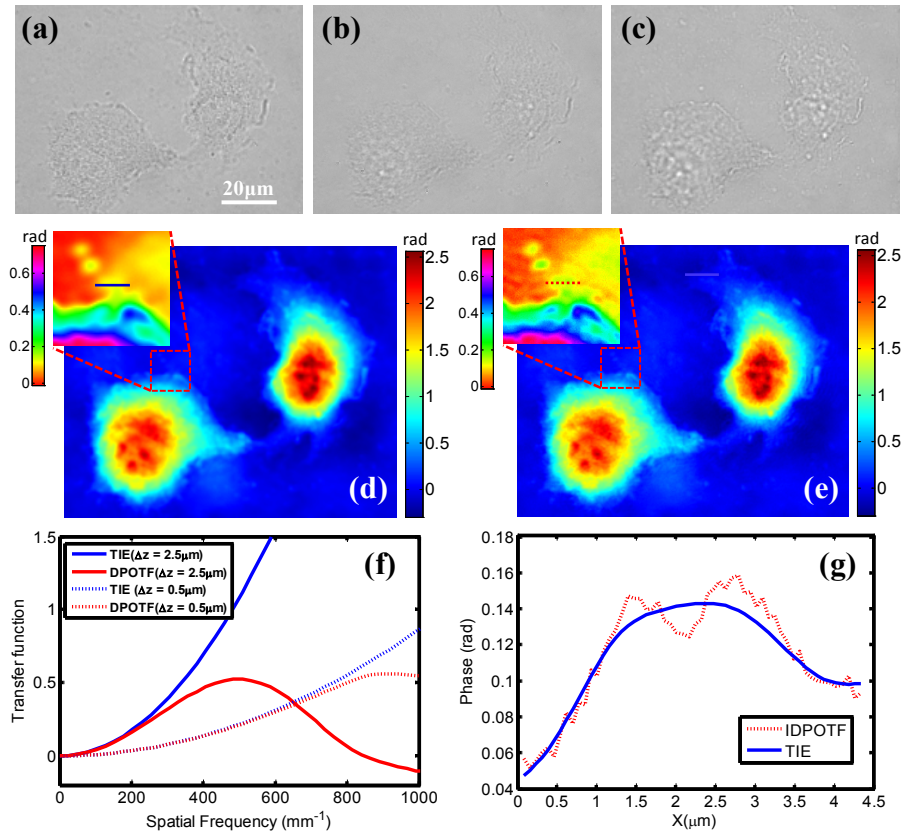 (a)
(b)
(c)
20μm
rad
0.6
0.4
0.2
0
rad
2.5
2
1.5
1
0.5
0
(d)
rad
0.6
0.4
0.2
0
rad
2.5
2
1.5
1
0.5
0
(e)
(f)
TIE(Δz = 2.5μm)
DPOTF(Δz = 2.5μm)
TIE (Δz = 0.5μm)
DPOTF(Δz = 0.5μm)
Transfer function
1.5
1
0.5
0
0 200 400 600 800 1000
Spatial Frequency (mm⁻¹)
(g)
Phase (rad)
0.18
0.16
0.14
0.12
0.1
0.08
0.06
0.04
IDPOTF
TIE
0 0.5 1 1.5 2 2.5 3 3.5 4 4.5
X(μm)